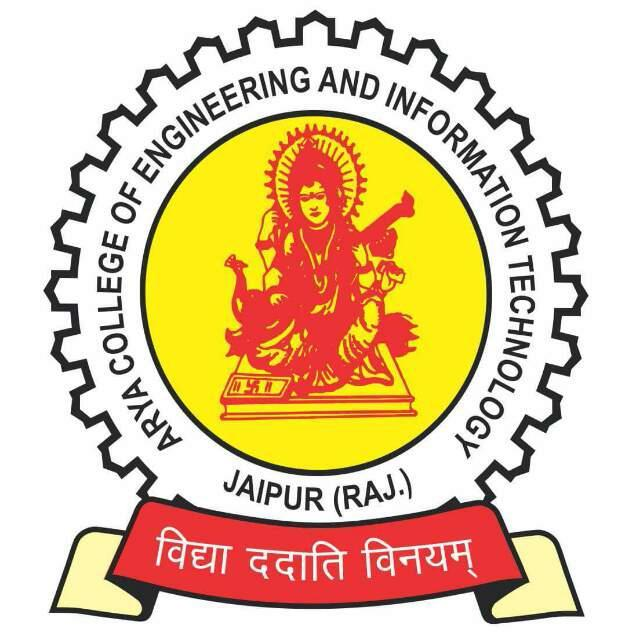 ARYA COLLEGE OF ENGINEERING AND INFORMATION TECHNOLOGY
JAIPUR (RAJ.)
विद्या ददाति विनयम्